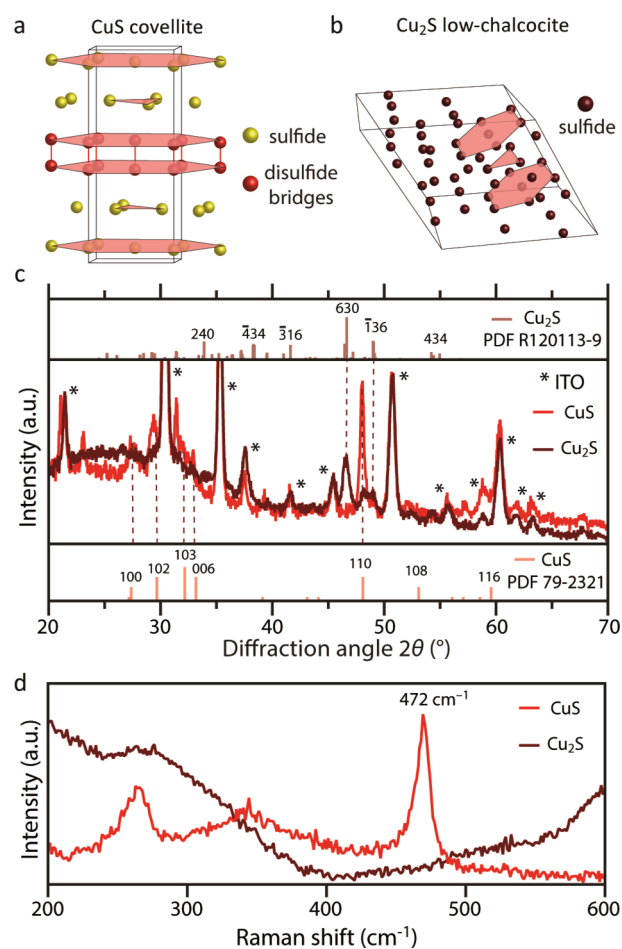 a
CuS covellite
sulfide
disulfide
bridges
b
Cu₂S low-chalcocite
sulfide
c
240
4̅34
3̅16
630
1̅36
434
Cu₂S
PDF R120113-9
* * * * * * * * * * * *
* ITO
CuS
Cu₂S
Intensity (a.u.)
100
102
103
006
110
108
116
CuS
PDF 79-2321
20 30 40 50 60 70
Diffraction angle 2θ (°)
d
472 cm⁻¹
CuS
Cu₂S
Intensity (a.u.)
200 300 400 500 600
Raman shift (cm⁻¹)